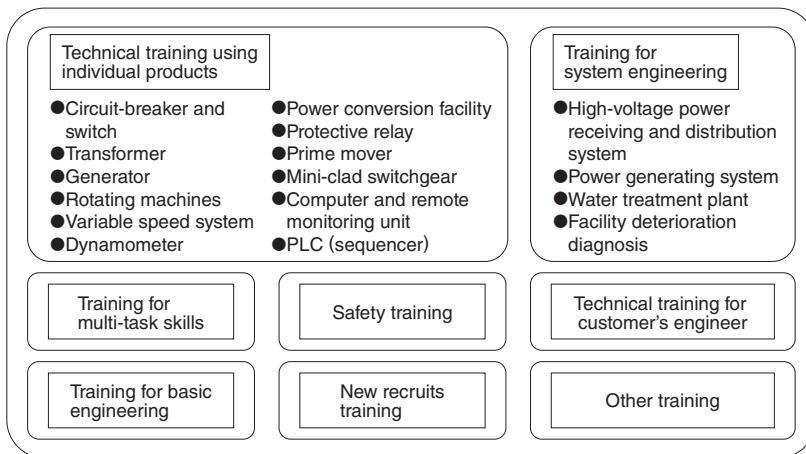 Technical training using
individual products
●Circuit-breaker and
switch
●Transformer
●Generator
●Rotating machines
●Variable speed system
●Dynamometer
●Power conversion facility
●Protective relay
●Prime mover
●Mini-clad switchgear
●Computer and remote
monitoring unit
●PLC (sequencer)
Training for
system engineering
●High-voltage power
receiving and distribution
system
●Power generating system
●Water treatment plant
●Facility deterioration
diagnosis
Training for
multi-task skills
Safety training
Technical training for
customer's engineer
Training for basic
engineering
New recruits
training
Other training